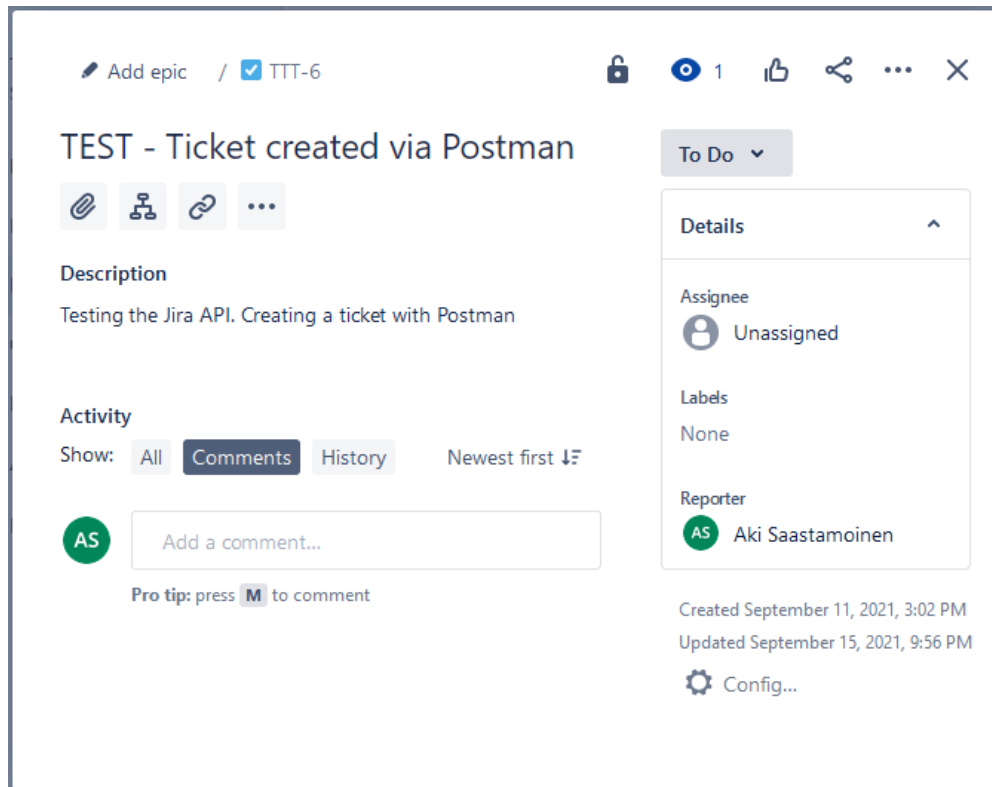 Add epic / TTT-6 1
TEST - Ticket created via Postman
To Do
Details
Description
Testing the Jira API. Creating a ticket with Postman
Assignee
Unassigned
Labels
None
Activity
Show: All Comments History Newest first
Reporter
AS Aki Saastamoinen
AS Add a comment...
Pro tip: press M to comment
Created September 11, 2021, 3:02 PM
Updated September 15, 2021, 9:56 PM
Config...